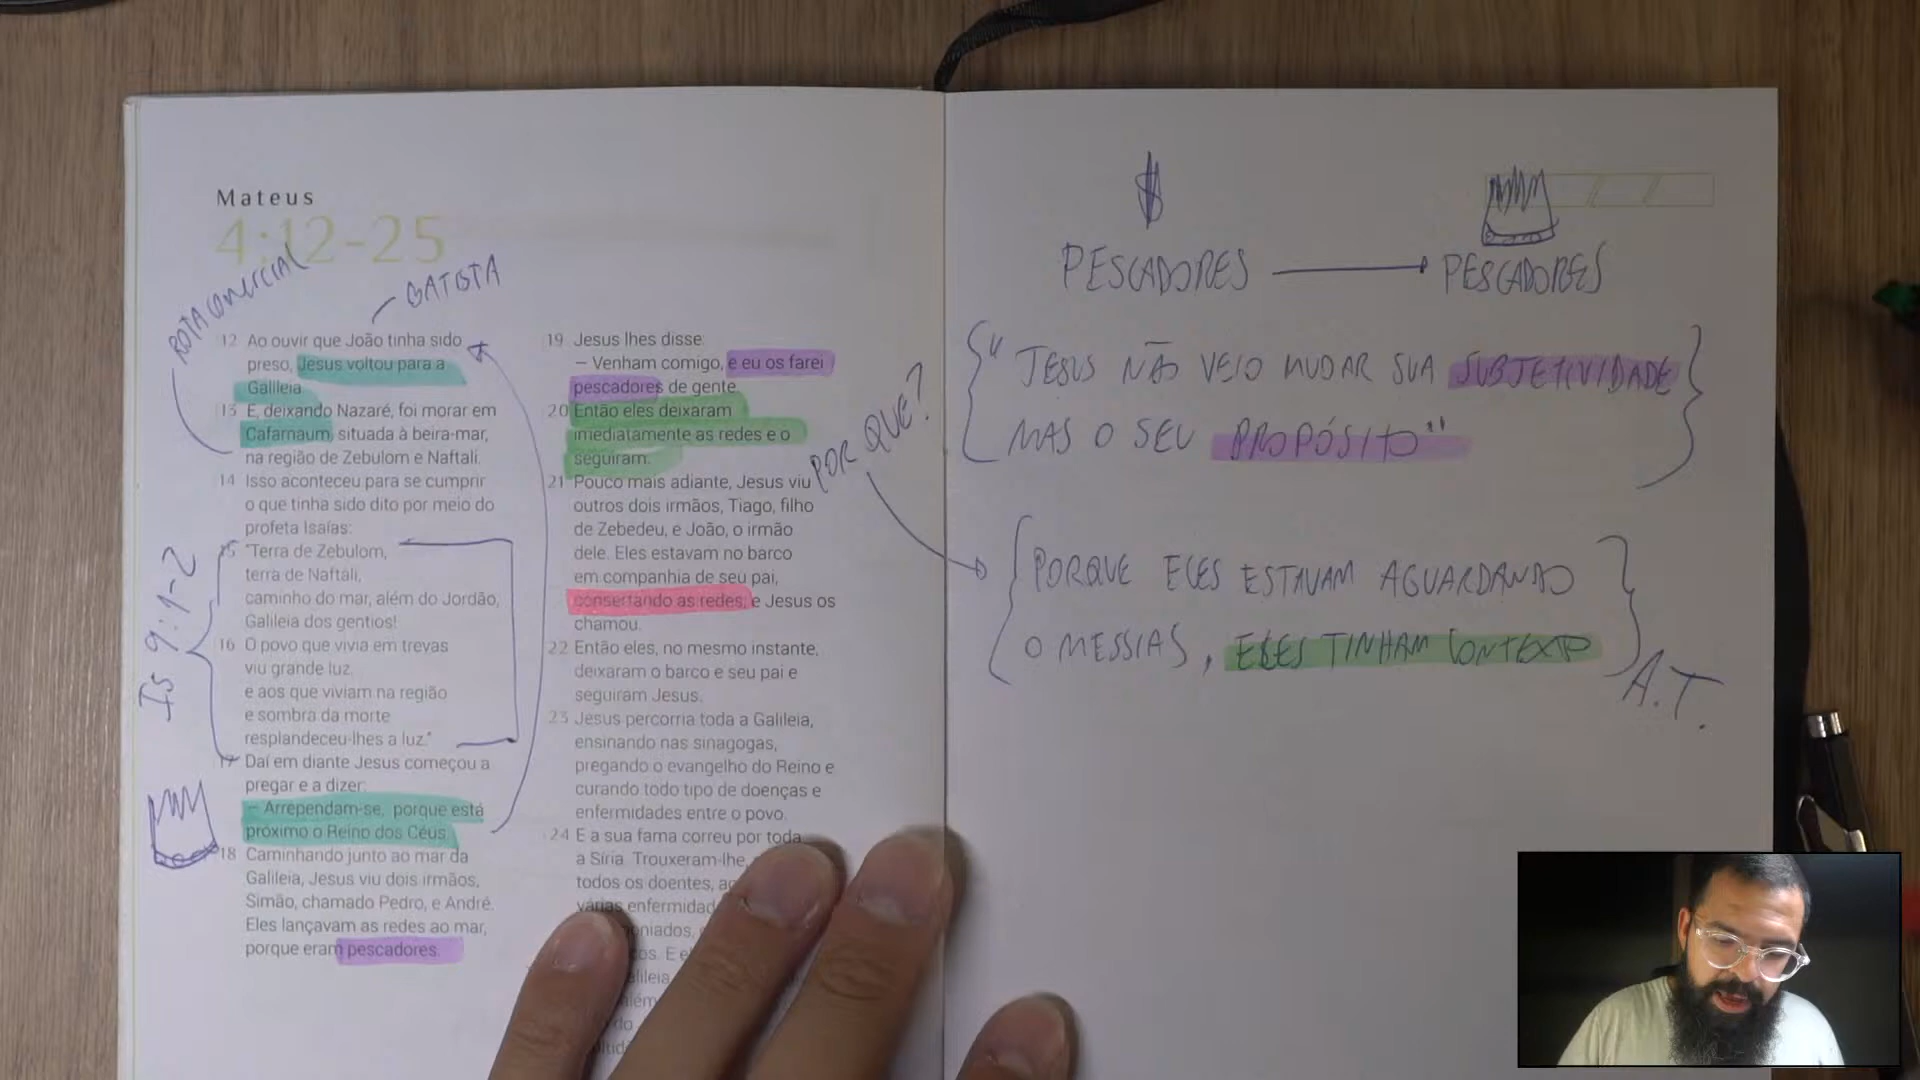 Mateus
4:12-25
ROTA COMERCIAL
BATISTA
12 Ao ouvir que João tinha sido
preso, Jesus voltou para a
Galileia
13 E, deixando Nazaré, foi morar em
Cafarnaum, situada à beira-mar,
na região de Zebulom e Naftali.
14 Isso aconteceu para se cumprir
o que tinha sido dito por meio do
profeta Isaías:
IS 9:1-2
15 "Terra de Zebulom,
terra de Naftali,
caminho do mar, além do Jordão,
Galileia dos gentios!
16 O povo que vivia em trevas
viu grande luz.
e aos que viviam na região
e sombra da morte
resplandeceu-lhes a luz."
17 Daí em diante Jesus começou a
pregar e a dizer:
– Arrependam-se, porque está
próximo o Reino dos Céus.
18 Caminhando junto ao mar da
Galileia, Jesus viu dois irmãos,
Simão, chamado Pedro, e André.
Eles lançavam as redes ao mar,
porque eram pescadores.
19 Jesus lhes disse:
– Venham comigo, e eu os farei
pescadores de gente.
20 Então eles deixaram
imediatamente as redes e o
seguiram.
21 Pouco mais adiante, Jesus viu
outros dois irmãos, Tiago, filho
de Zebedeu, e João, o irmão
dele. Eles estavam no barco
em companhia de seu pai,
consertando as redes; e Jesus os
chamou.
22 Então eles, no mesmo instante,
deixaram o barco e seu pai e
seguiram Jesus.
23 Jesus percorria toda a Galileia,
ensinando nas sinagogas,
pregando o evangelho do Reino e
curando todo tipo de doenças e
enfermidades entre o povo.
24 E a sua fama correu por toda
a Síria. Trouxeram-lhe,
todos os doentes,
várias
POR QUE?
$
PESCADORES PESCADORES
"JESUS NÃO VEIO MUDAR SUA SUBJETIVIDADE
MAS O SEU PROPÓSITO"
PORQUE ELES ESTAVAM AGUARDANDO
O MESSIAS, ELES TINHAM CONTEXTO
A.T.